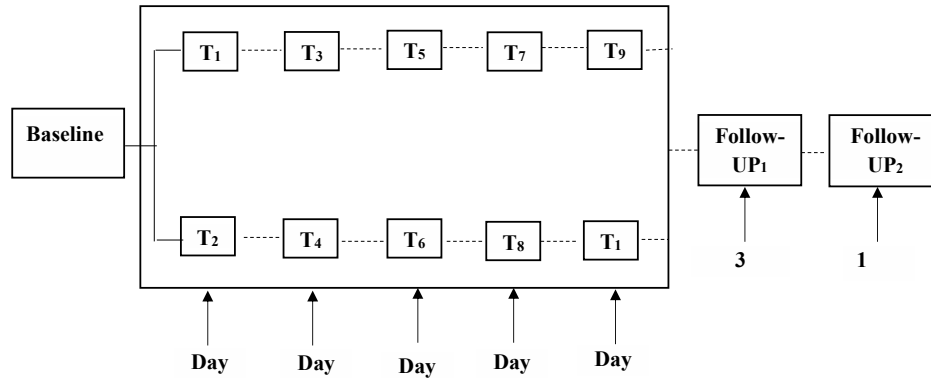 T₁ T₃ T₅ T₇ T₉
Baseline
Follow-
UP₁
Follow-
UP₂
T₂ T₄ T₆ T₈ T₁
3 1
Day Day Day Day Day